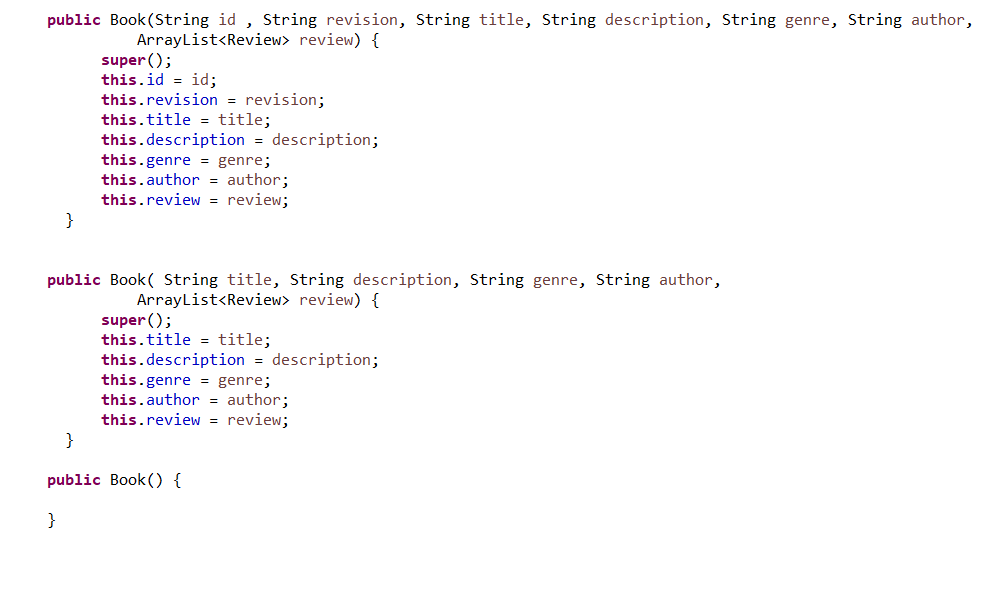 public Book(String id , String revision, String title, String description, String genre, String author,
ArrayList<Review> review) {
super();
this.id = id;
this.revision = revision;
this.title = title;
this.description = description;
this.genre = genre;
this.author = author;
this.review = review;
}
public Book( String title, String description, String genre, String author,
ArrayList<Review> review) {
super();
this.title = title;
this.description = description;
this.genre = genre;
this.author = author;
this.review = review;
}
public Book() {
}